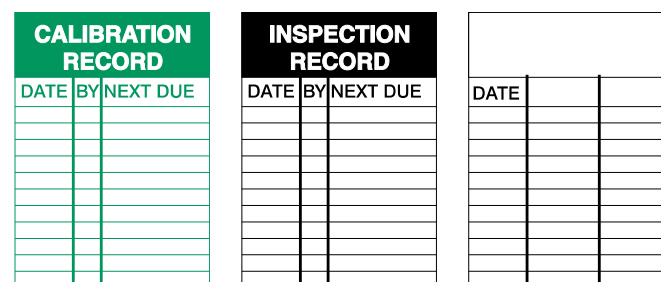 CALIBRATION
RECORD
DATE BY NEXT DUE
INSPECTION
RECORD
DATE BY NEXT DUE
DATE